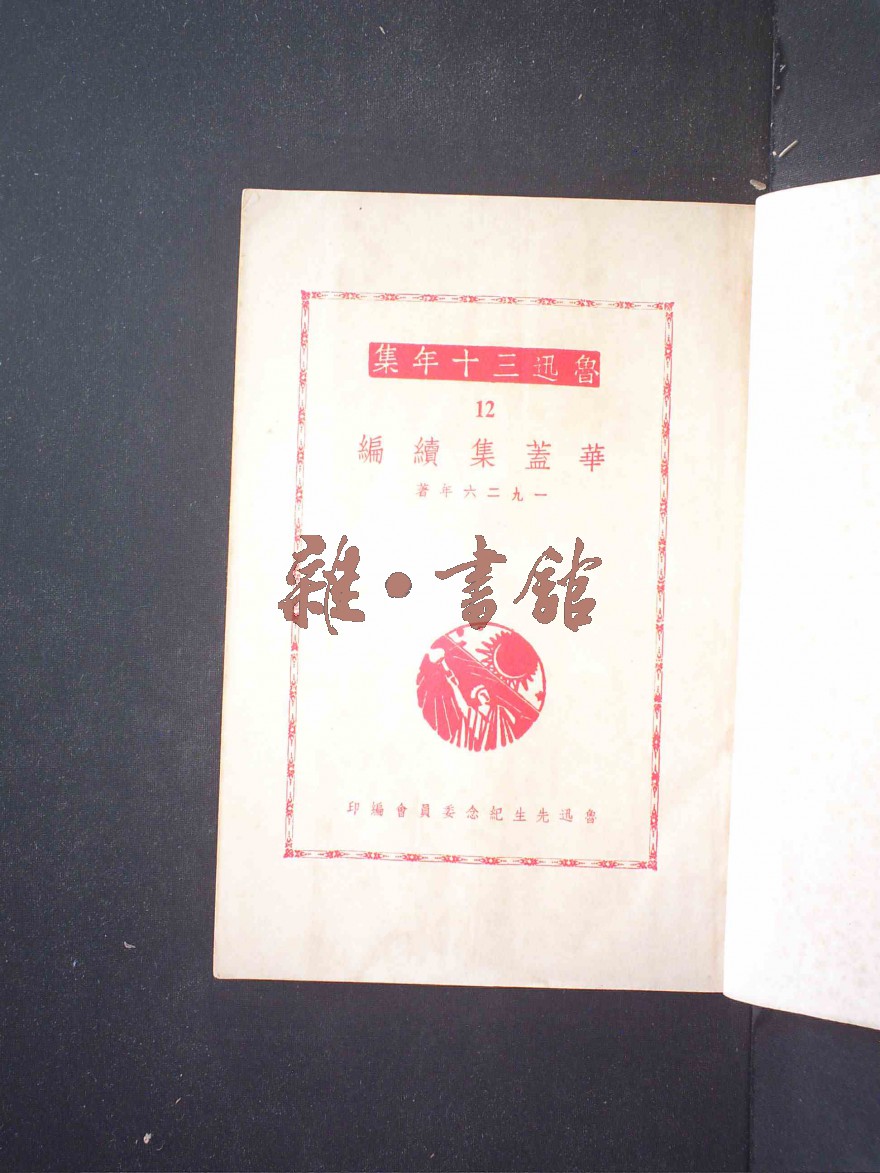 魯迅三十年集
12
華蓋集續編
一九二六年著
雜·書舘
魯迅先生紀念委員會編印